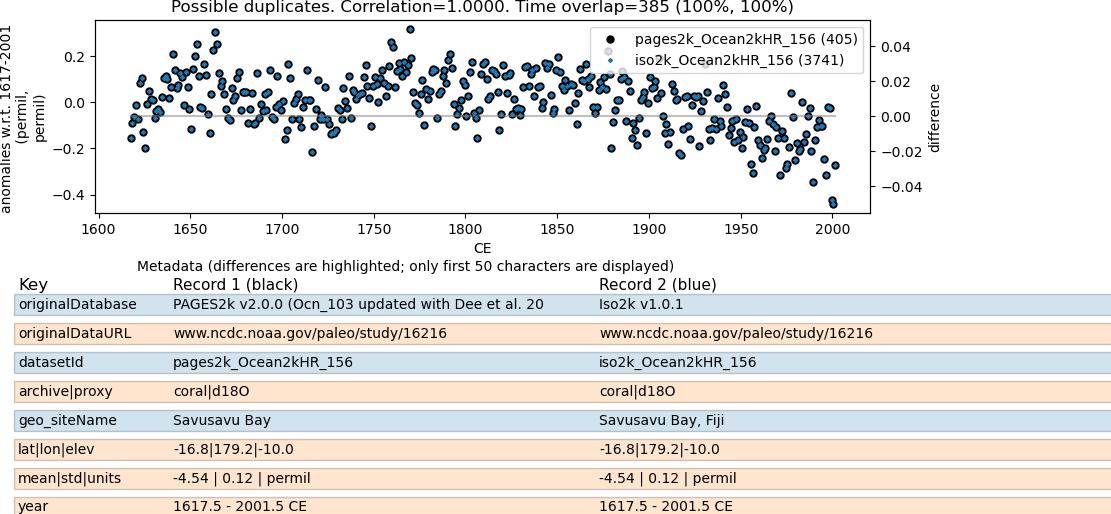 Possible duplicates. Correlation=1.0000. Time overlap=385 (100%, 100%)
anomalies w.r.t. 1617-2001
(permil,
permil)
0.2
0.0
−0.2
−0.4
pages2k_Ocean2kHR_156 (405)
iso2k_Ocean2kHR_156 (3741)
0.04
0.02
0.00
−0.02
−0.04
difference
1600 1650 1700 1750 1800 1850 1900 1950 2000
CE
Metadata (differences are highlighted; only first 50 characters are displayed)
Key Record 1 (black) Record 2 (blue)
originalDatabase PAGES2k v2.0.0 (Ocn_103 updated with Dee et al. 20 Iso2k v1.0.1
originalDataURL www.ncdc.noaa.gov/paleo/study/16216 www.ncdc.noaa.gov/paleo/study/16216
datasetId pages2k_Ocean2kHR_156 iso2k_Ocean2kHR_156
archive|proxy coral|d18O coral|d18O
geo_siteName Savusavu Bay Savusavu Bay, Fiji
lat|lon|elev -16.8|179.2|-10.0 -16.8|179.2|-10.0
mean|std|units -4.54 | 0.12 | permil -4.54 | 0.12 | permil
year 1617.5 - 2001.5 CE 1617.5 - 2001.5 CE